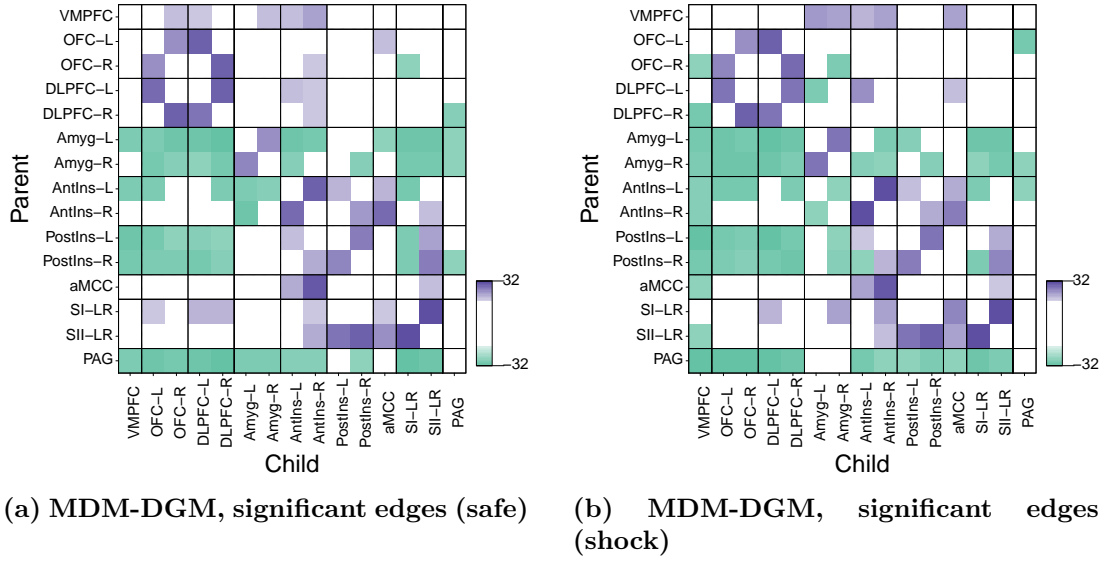 VMPFC
OFC−L
OFC−R
DLPFC−L
DLPFC−R
Amyg−L
Amyg−R
AntIns−L
AntIns−R
PostIns−L
PostIns−R
aMCC
SI−LR
SII−LR
PAG
Parent
VMPFC
OFC−L
OFC−R
DLPFC−L
DLPFC−R
Amyg−L
Amyg−R
AntIns−L
AntIns−R
PostIns−L
PostIns−R
aMCC
SI−LR
SII−LR
PAG
Child
32
−32
(a) MDM-DGM, significant edges (safe)
VMPFC
OFC−L
OFC−R
DLPFC−L
DLPFC−R
Amyg−L
Amyg−R
AntIns−L
AntIns−R
PostIns−L
PostIns−R
aMCC
SI−LR
SII−LR
PAG
Parent
VMPFC
OFC−L
OFC−R
DLPFC−L
DLPFC−R
Amyg−L
Amyg−R
AntIns−L
AntIns−R
PostIns−L
PostIns−R
aMCC
SI−LR
SII−LR
PAG
Child
32
−32
(b) MDM-DGM, significant edges
(shock)